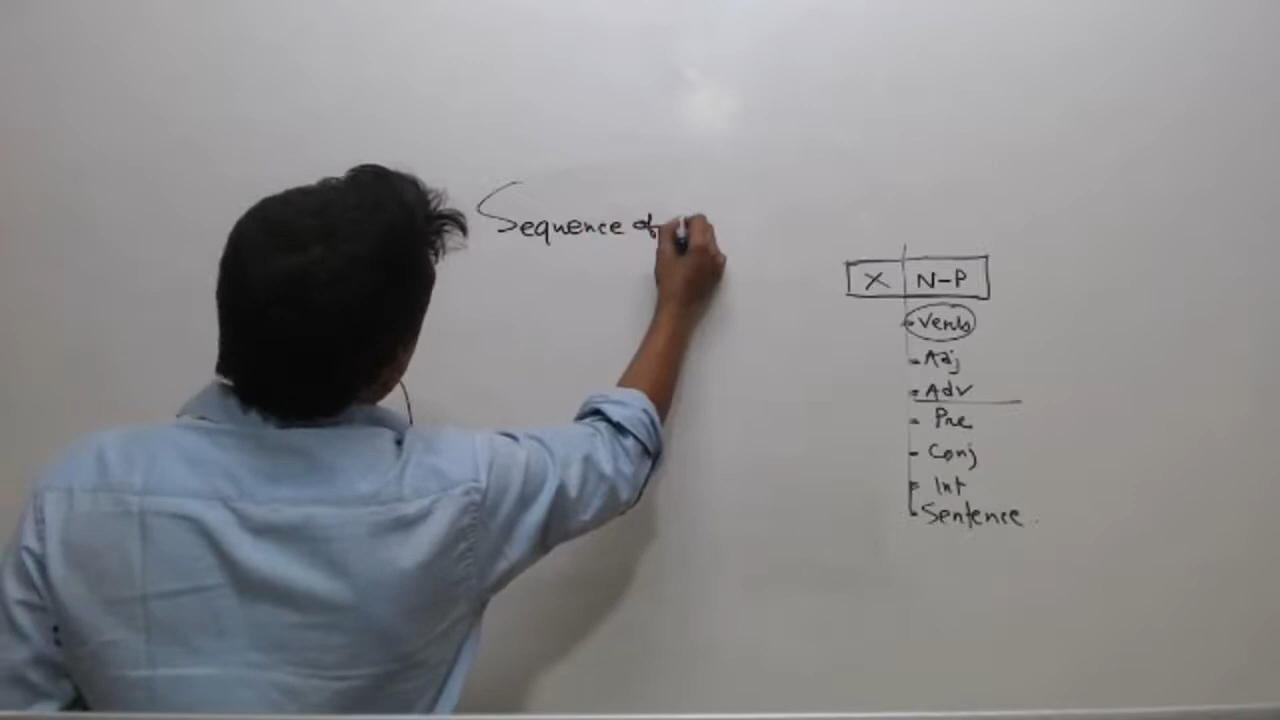 Sequence of
X N-P
Verb
Adj
Adv
Pre
Conj
Int
Sentence.